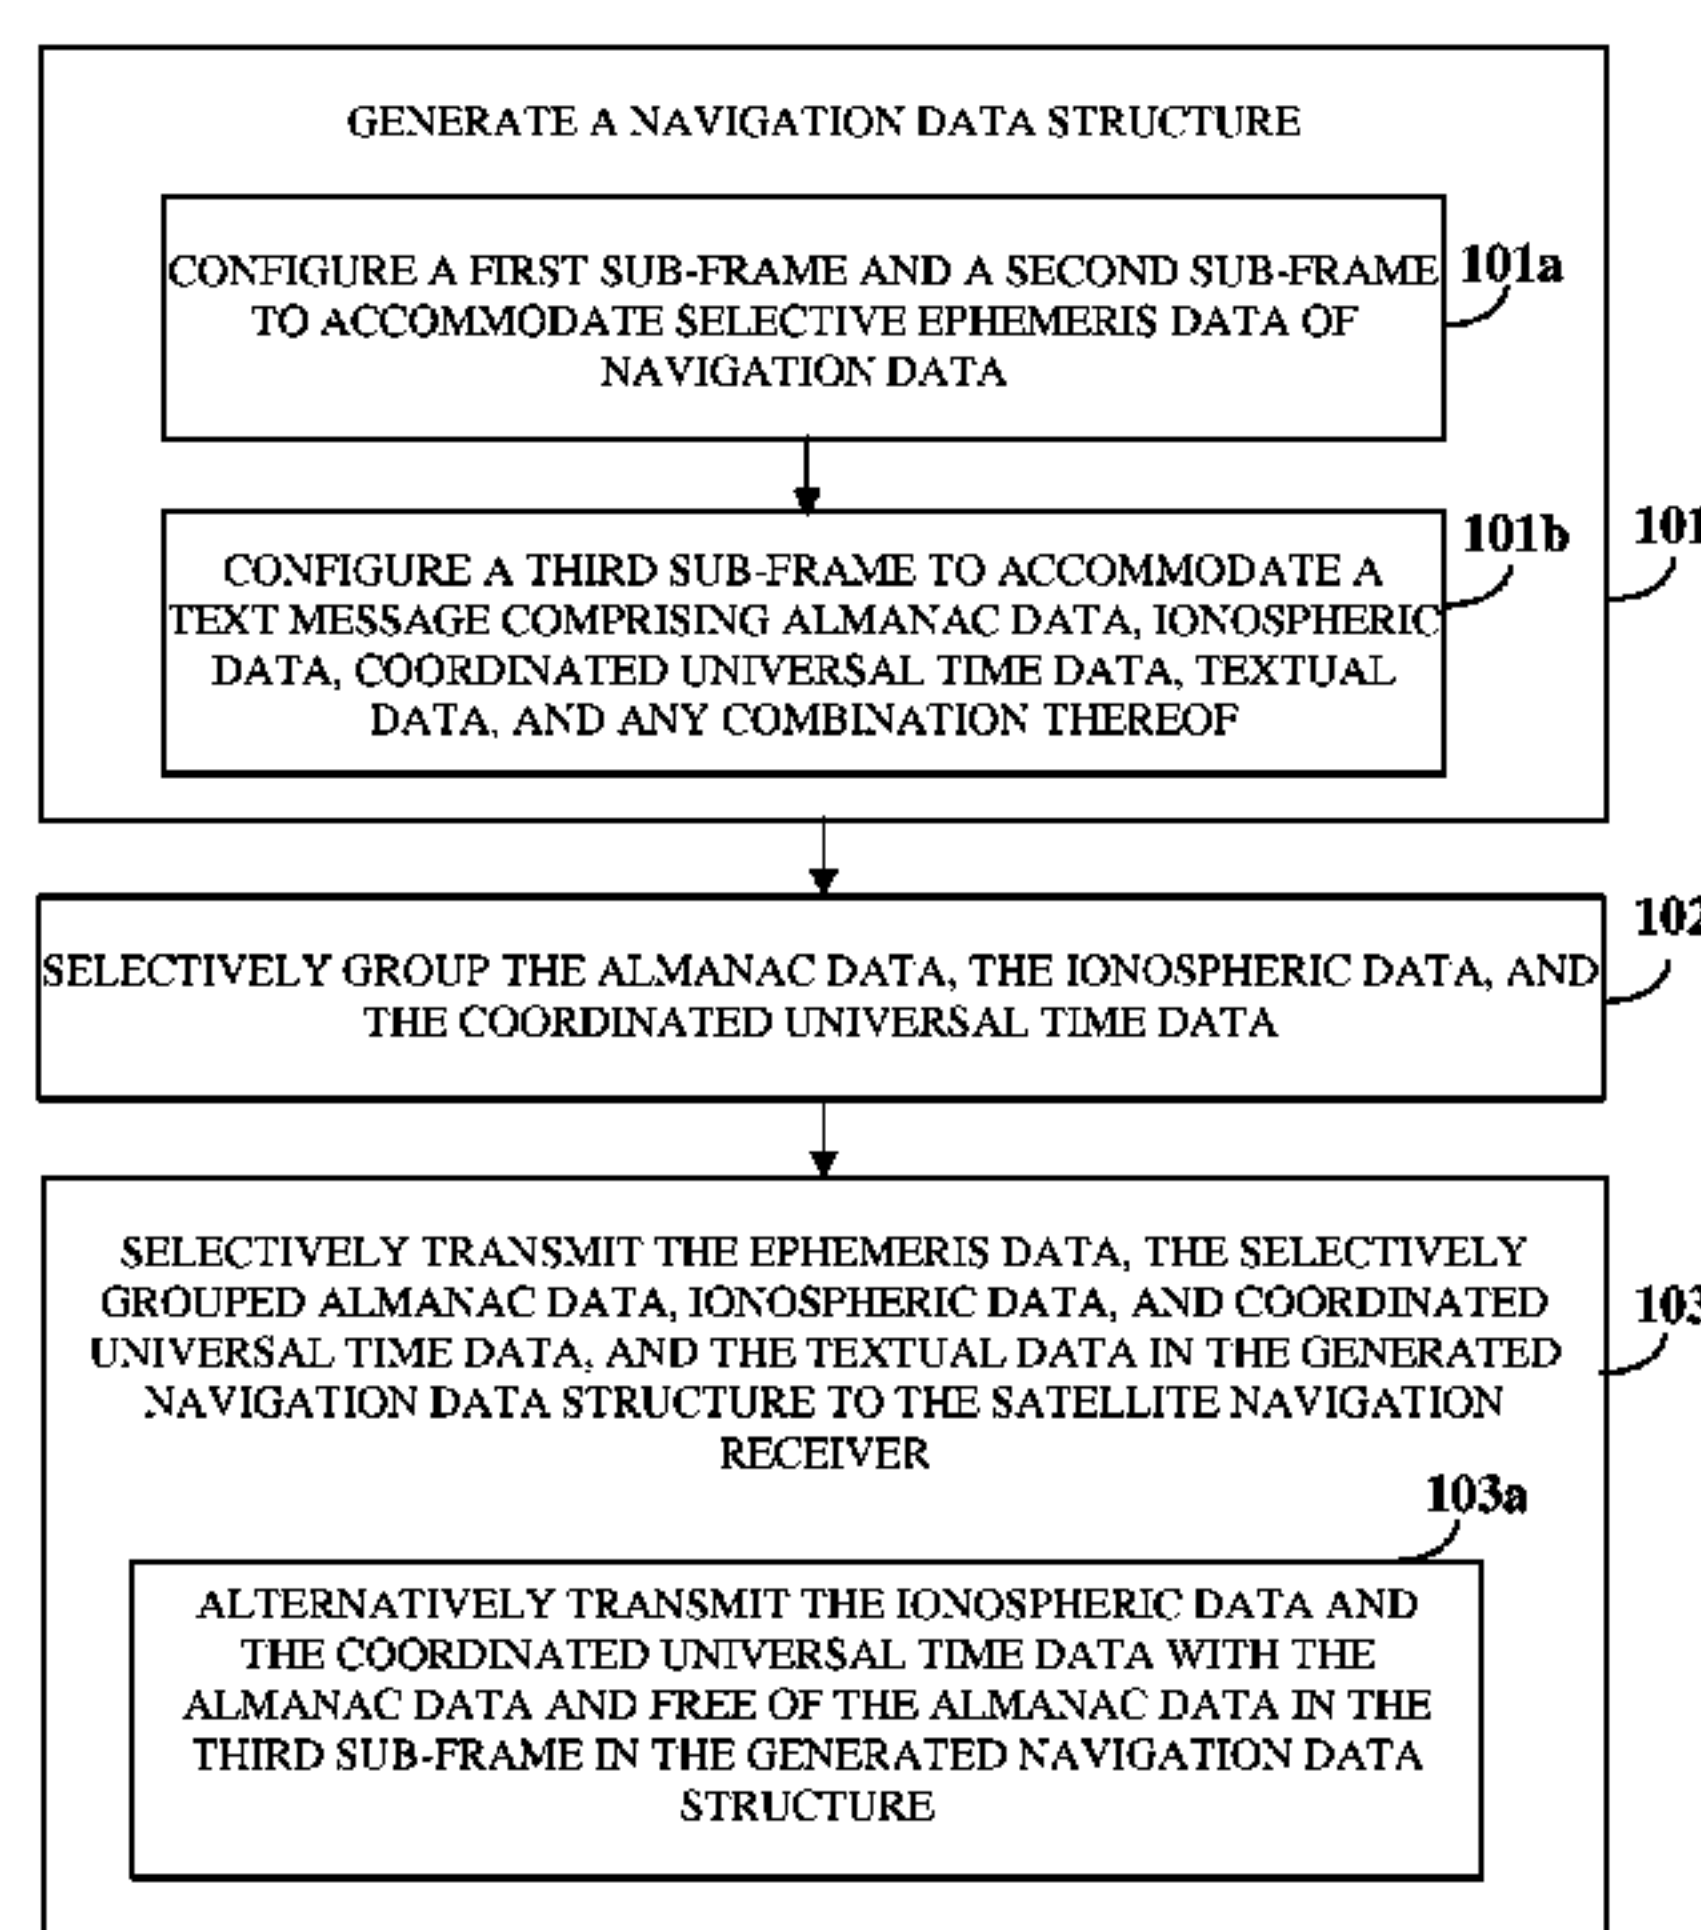 GENERATE A NAVIGATION DATA STRUCTURE
CONFIGURE A FIRST SUB-FRAME AND A SECOND SUB-FRAME
TO ACCOMMODATE SELECTIVE EPHEMERIS DATA OF
NAVIGATION DATA
101a
CONFIGURE A THIRD SUB-FRAME TO ACCOMMODATE A
TEXT MESSAGE COMPRISING ALMANAC DATA, IONOSPHERIC
DATA, COORDINATED UNIVERSAL TIME DATA, TEXTUAL
DATA, AND ANY COMBINATION THEREOF
101b
101
SELECTIVELY GROUP THE ALMANAC DATA, THE IONOSPHERIC DATA, AND
THE COORDINATED UNIVERSAL TIME DATA
102
SELECTIVELY TRANSMIT THE EPHEMERIS DATA, THE SELECTIVELY
GROUPED ALMANAC DATA, IONOSPHERIC DATA, AND COORDINATED
UNIVERSAL TIME DATA, AND THE TEXTUAL DATA IN THE GENERATED
NAVIGATION DATA STRUCTURE TO THE SATELLITE NAVIGATION
RECEIVER
103
103a
ALTERNATIVELY TRANSMIT THE IONOSPHERIC DATA AND
THE COORDINATED UNIVERSAL TIME DATA WITH THE
ALMANAC DATA AND FREE OF THE ALMANAC DATA IN THE
THIRD SUB-FRAME IN THE GENERATED NAVIGATION DATA
STRUCTURE